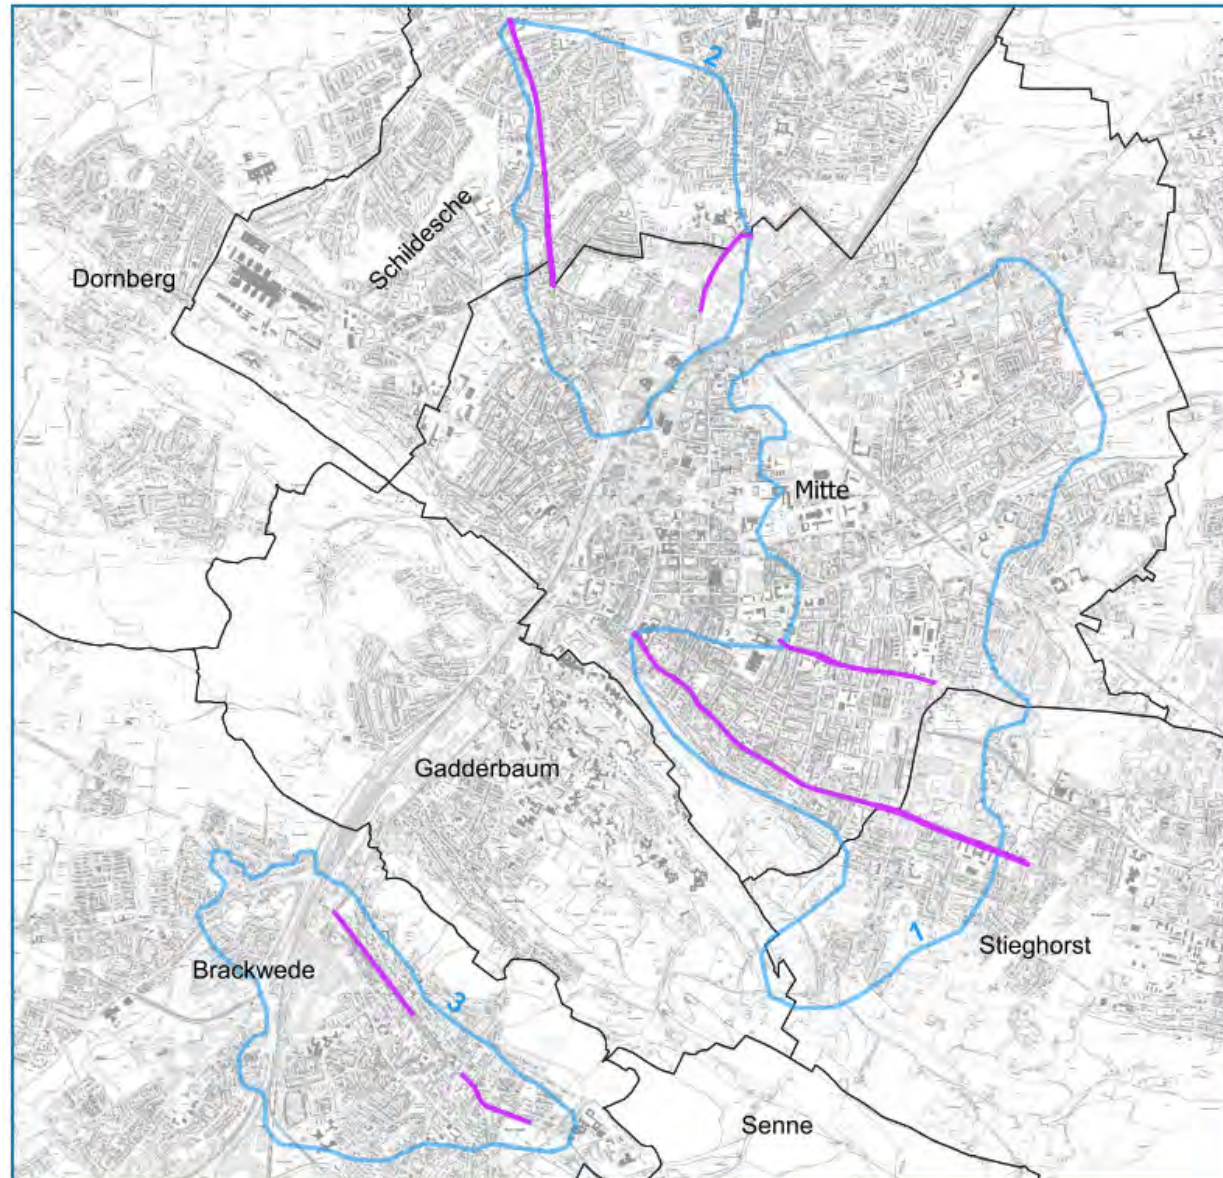 2
Schildesche
Dornberg
Mitte
Gadderbaum
1
Stieghorst
Brackwede
3
Senne